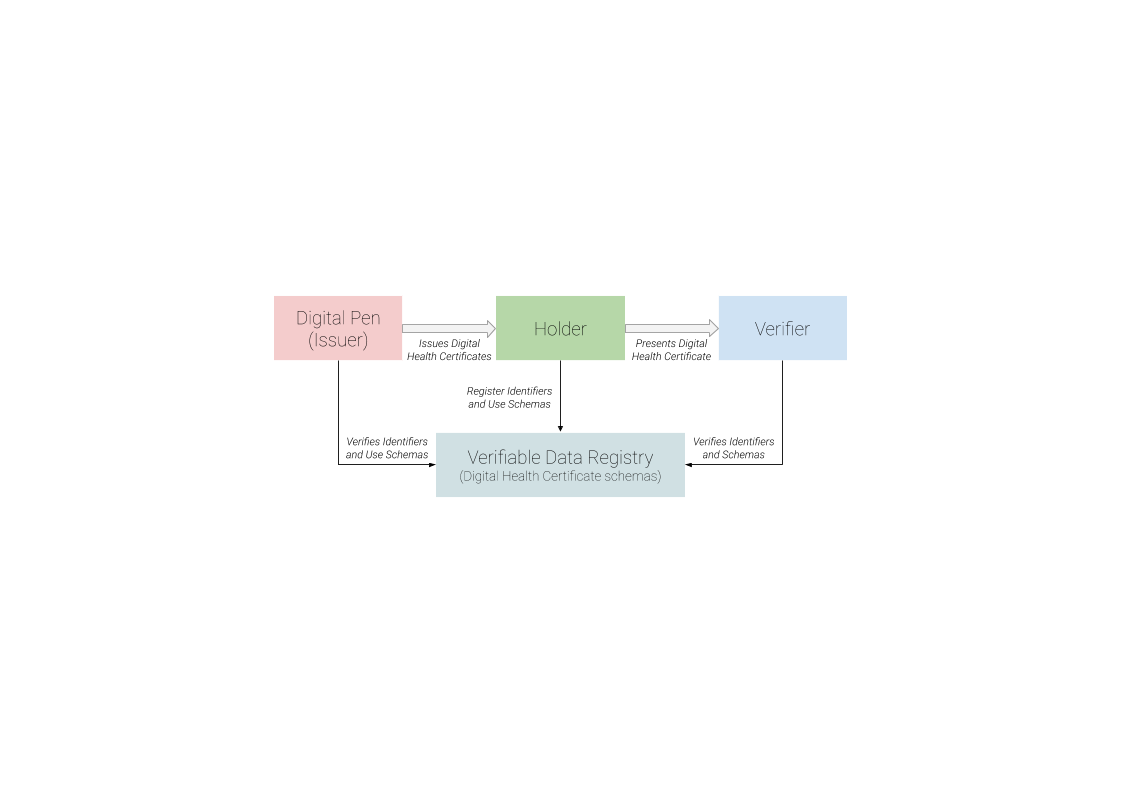 Digital Pen
(Issuer)
Issues Digital
Health Certificates
Holder
Presents Digital
Health Certificate
Verifier
Register Identifiers
and Use Schemas
Verifies Identifiers
and Use Schemas
Verifiable Data Registry
(Digital Health Certificate schemas)
Verifies Identifiers
and Schemas